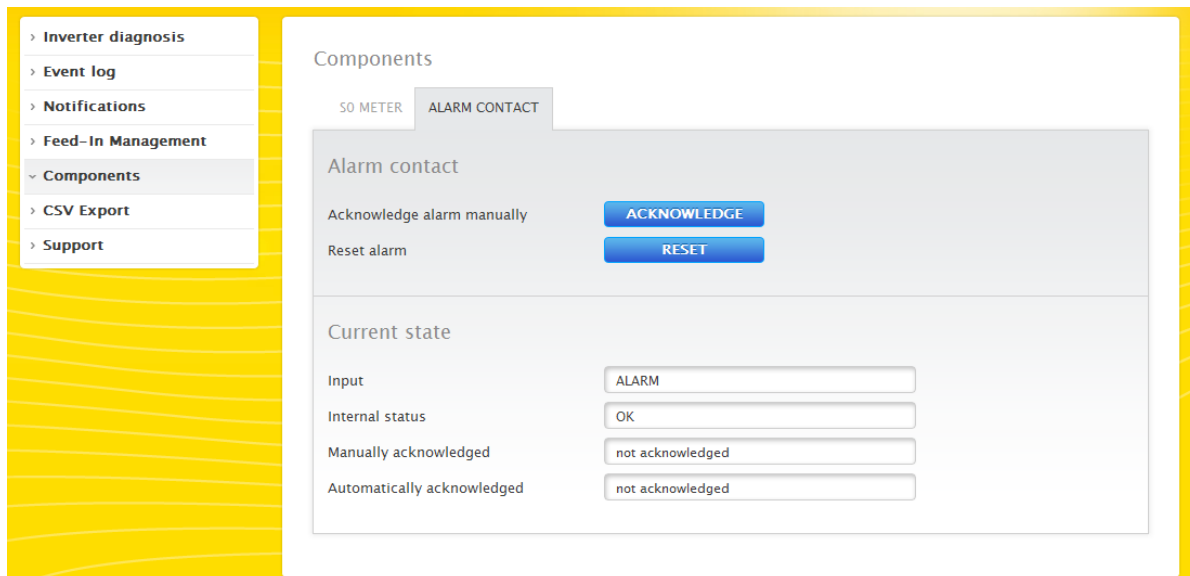 Inverter diagnosis
Event log
Notifications
Feed-In Management
Components
CSV Export
Support
Components
S0 METER ALARM CONTACT
Alarm contact
Acknowledge alarm manually ACKNOWLEDGE
Reset alarm RESET
Current state
Input ALARM
Internal status OK
Manually acknowledged not acknowledged
Automatically acknowledged not acknowledged